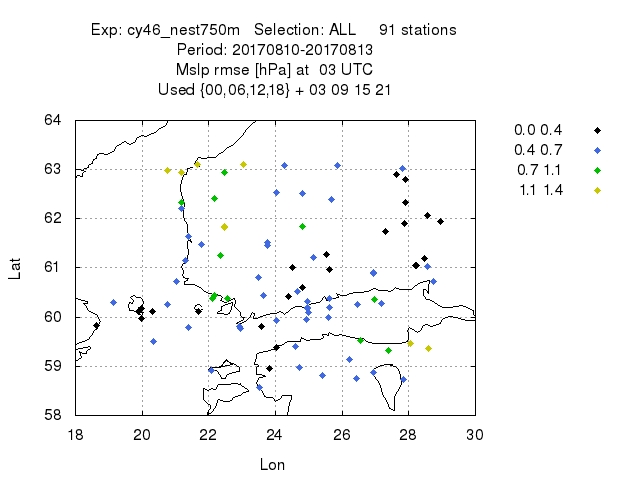 Exp: cy46_nest750m Selection: ALL 91 stations
Period: 20170810-20170813
Mslp rmse [hPa] at 03 UTC
Used {00,06,12,18} + 03 09 15 21
0.0 0.4
0.4 0.7
0.7 1.1
1.1 1.4
64
63
62
61
60
59
58
Lat
18 20 22 24 26 28 30
Lon